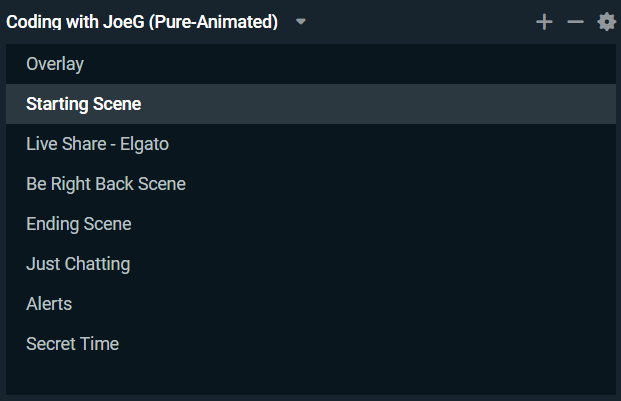 Coding with JoeG (Pure-Animated)
Overlay
Starting Scene
Live Share - Elgato
Be Right Back Scene
Ending Scene
Just Chatting
Alerts
Secret Time